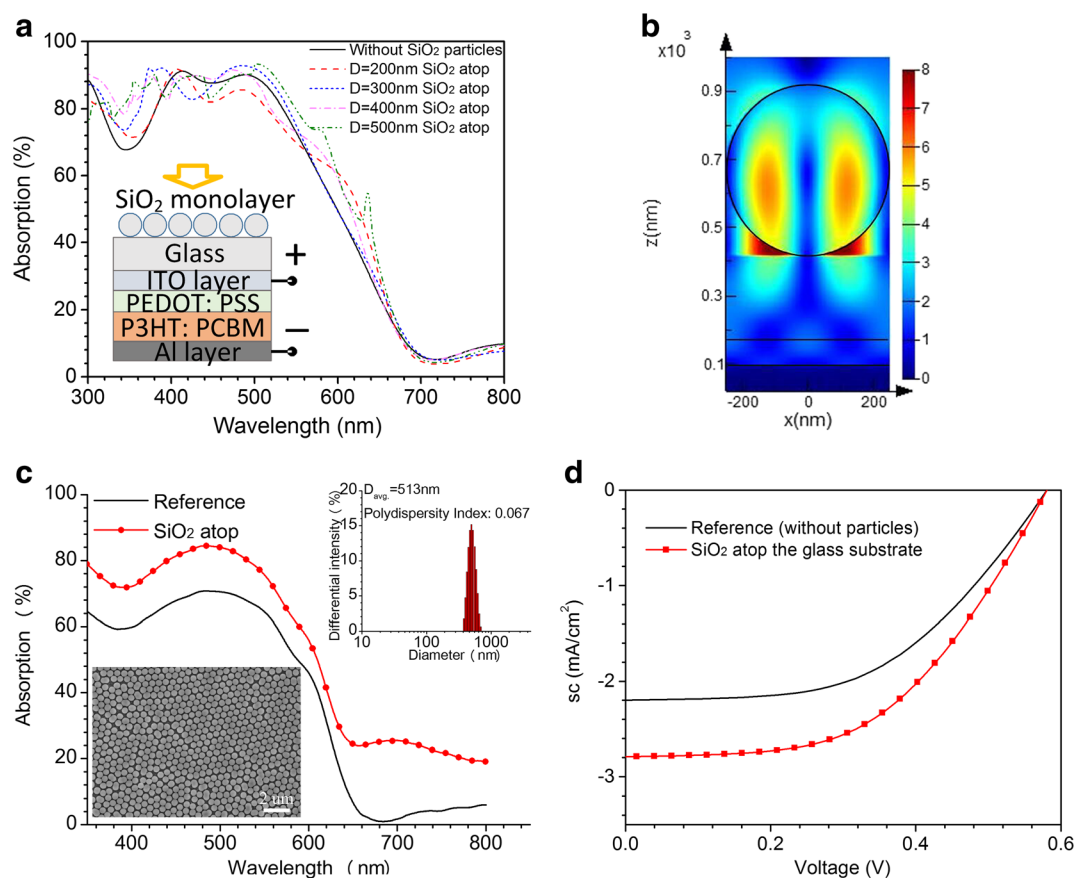 a
100
80
60
40
20
0
Absorption (%)
300 400 500 600 700 800
Wavelength (nm)
Without SiO₂ particles
D=200nm SiO₂ atop
D=300nm SiO₂ atop
D=400nm SiO₂ atop
D=500nm SiO₂ atop
SiO₂ monolayer
Glass
+
ITO layer
PEDOT: PSS
P3HT: PCBM
−
Al layer
b
x10³
0.9
0.7
0.5
0.3
0.1
z(nm)
-200 0 200
x(nm)
8
7
6
5
4
3
2
1
0
c
100
80
60
40
20
0
Absorption ( %)
400 500 600 700 800
Wavelength ( nm)
Reference
SiO₂ atop
20
15
10
5
0
Differential intensity ( %)
Davg.=513nm
Polydispersity Index: 0.067
10 100 1000
Diameter ( nm)
2 um
d
0
−1
−2
−3
sc (mA/cm²)
0.0 0.2 0.4 0.6
Voltage (V)
Reference (without particles)
SiO₂ atop the glass substrate